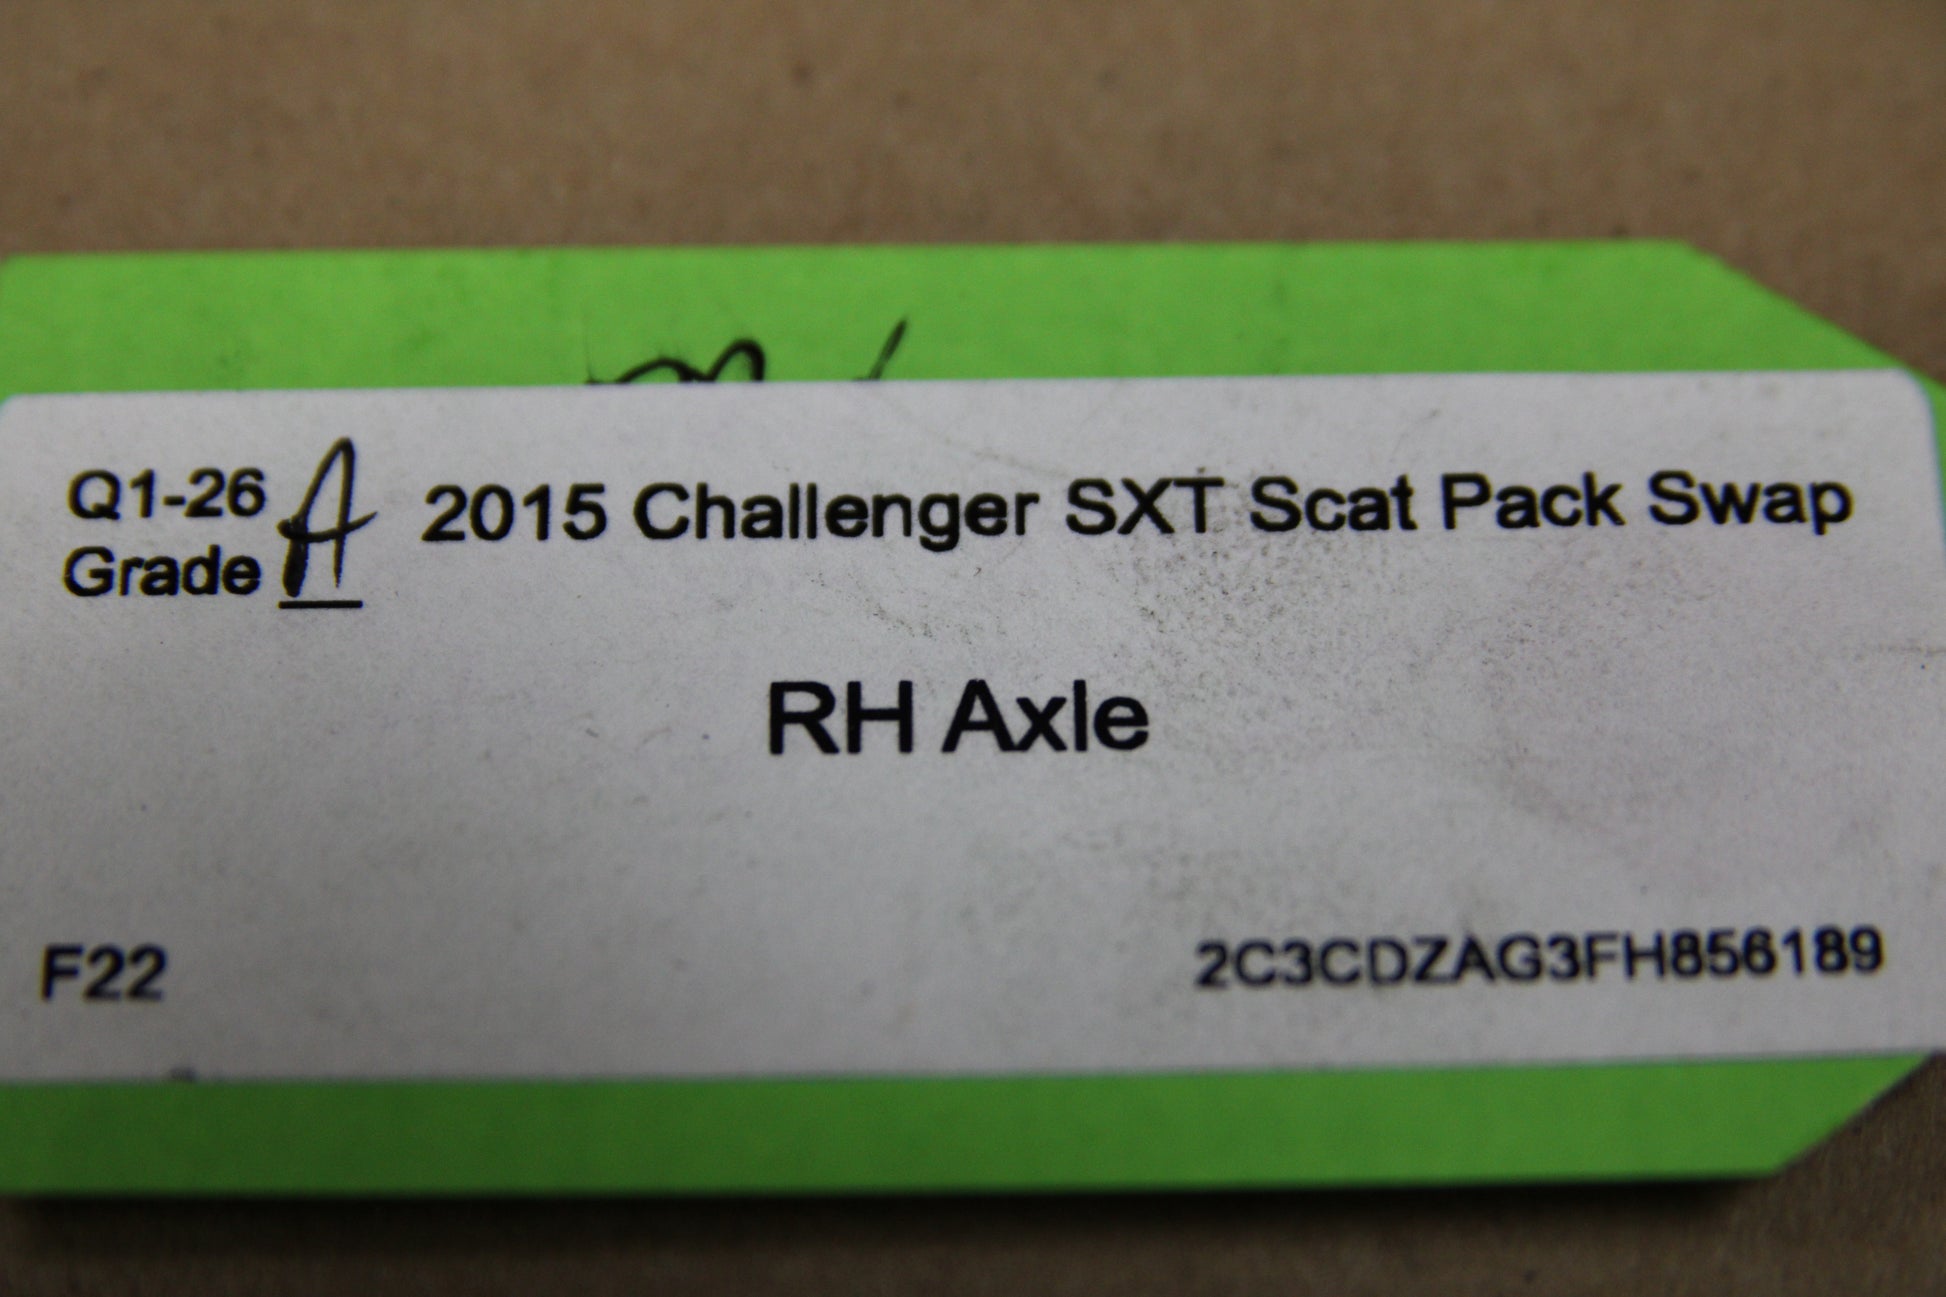 Q1-26
Grade A
2015 Challenger SXT Scat Pack Swap
RH Axle
F22
2C3CDZAG3FH856189